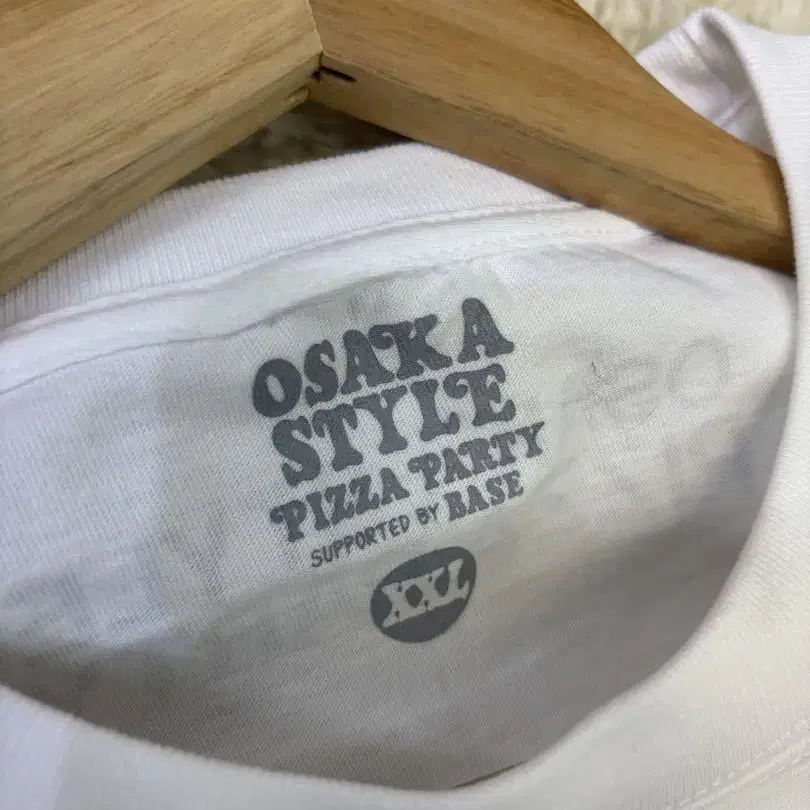 OSAKA
STYLE
PIZZA PARTY
SUPPORTED BY BASE
XXL